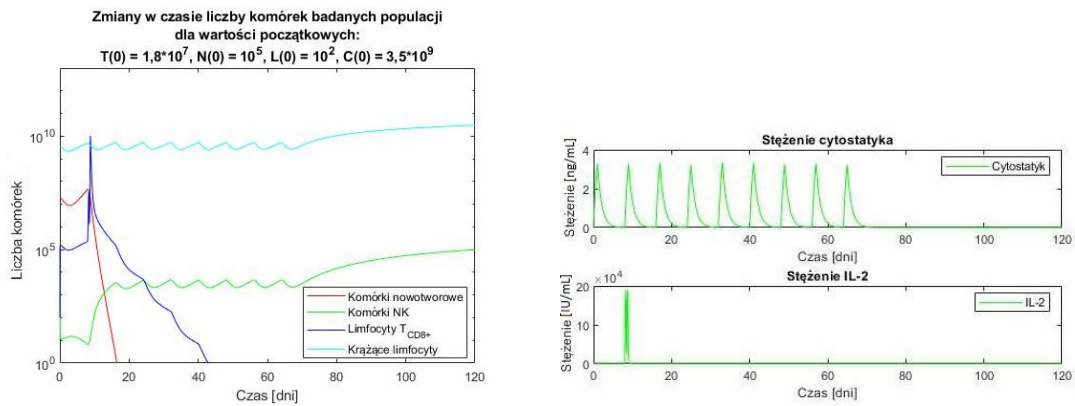 Zmiany w czasie liczby komórek badanych populacji
dla wartości początkowych:
T(0) = 1,8*10^7, N(0) = 10^5, L(0) = 10^2, C(0) = 3,5*10^9
Liczba komórek
10^10
10^5
10^0
0 20 40 60 80 100 120
Czas [dni]
Komórki nowotworowe
Komórki NK
Limfocyty T_CD8+
Krążące limfocyty
Stężenie cytostatyka
Stężenie [ng/mL]
4
2
0
0 20 40 60 80 100 120
Czas [dni]
Cytostatyk
Stężenie IL-2
×10^4
Stężenie [IU/mL]
20
10
0
0 20 40 60 80 100 120
Czas [dni]
IL-2